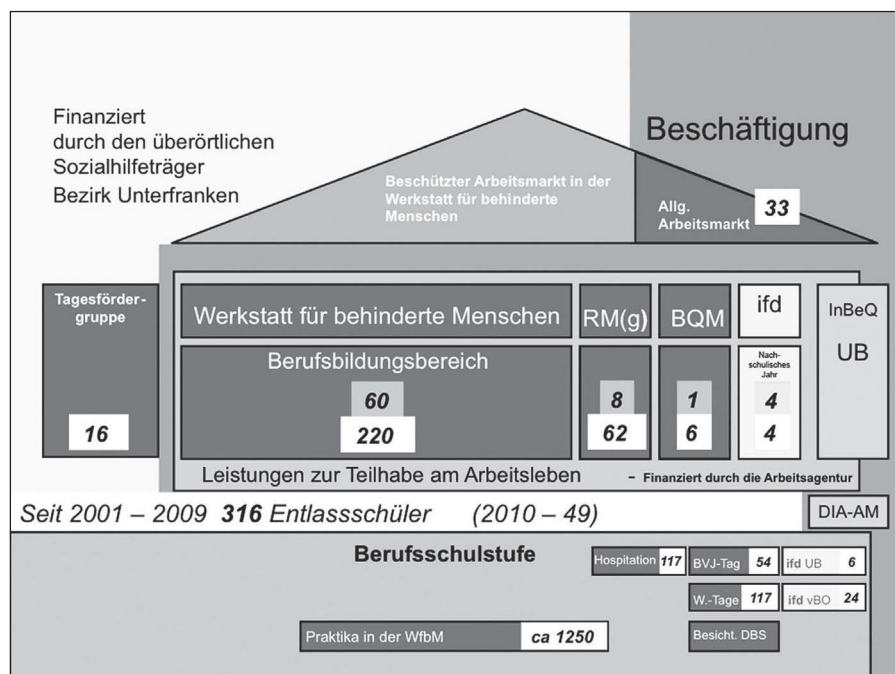 Finanziert
durch den überörtlichen
Sozialhilfeträger
Bezirk Unterfranken
Beschäftigung
Beschützter Arbeitsmarkt in der
Werkstatt für behinderte
Menschen
Allg.
Arbeitsmarkt
33
Tagesförder-
gruppe
16
Werkstatt für behinderte Menschen
RM(g)
BQM
ifd
InBeQ
UB
Berufsbildungsbereich
60
220
8
62
1
6
Nach-
schulisches
Jahr
4
4
Leistungen zur Teilhabe am Arbeitsleben
– Finanziert durch die Arbeitsagentur
Seit 2001 – 2009 316 Entlassschüler (2010 – 49)
DIA-AM
Berufsschulstufe
Hospitation 117
BVJ-Tag 54
ifd UB 6
W.-Tage 117
ifd vBO 24
Praktika in der WfbM ca 1250
Besicht. DBS